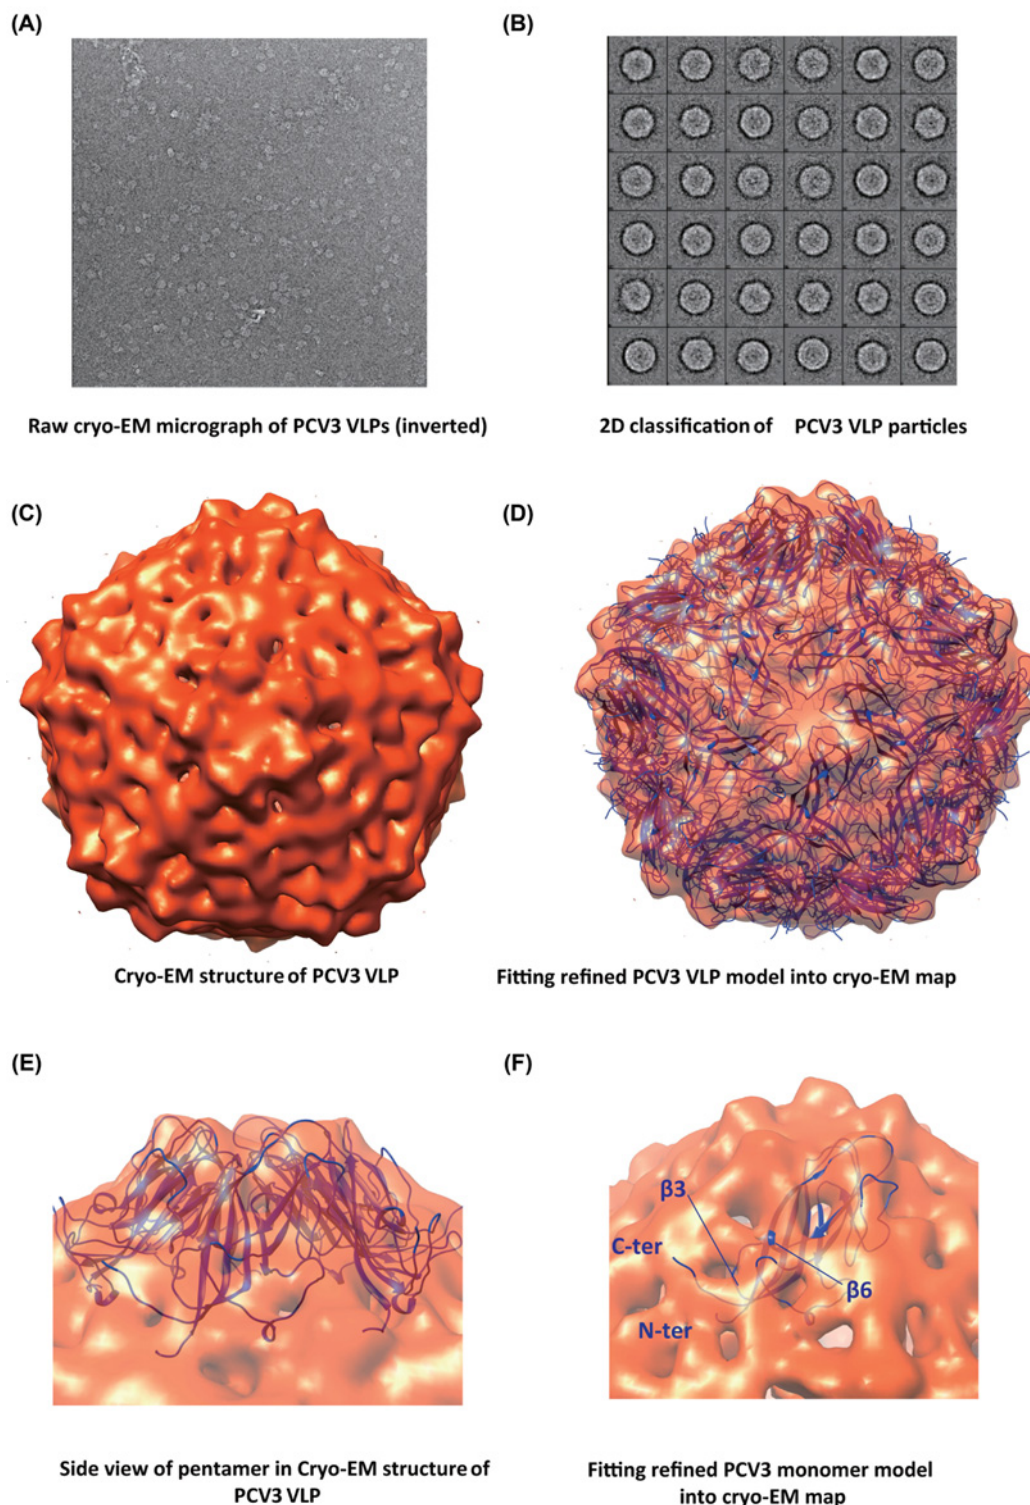 (A)
(B)
Raw cryo-EM micrograph of PCV3 VLPs (inverted)
2D classification of PCV3 VLP particles
(C)
(D)
Cryo-EM structure of PCV3 VLP
Fitting refined PCV3 VLP model into cryo-EM map
(E)
(F)
β3
C-ter
β6
N-ter
Side view of pentamer in Cryo-EM structure of
PCV3 VLP
Fitting refined PCV3 monomer model
into cryo-EM map